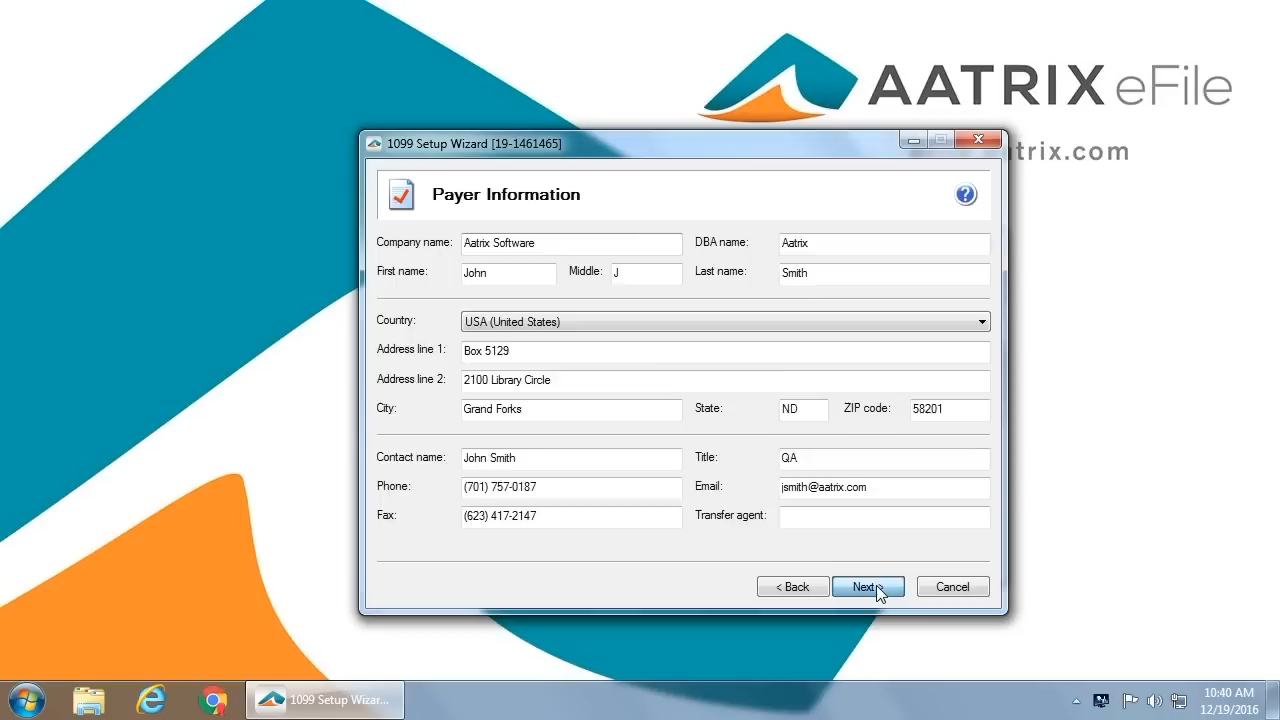 AATRIX eFile
trix.com
1099 Setup Wizard [19-1461465]
Payer Information
Company name: Aatrix Software DBA name: Aatrix
First name: John Middle: J Last name: Smith
Country: USA (United States)
Address line 1: Box 5129
Address line 2: 2100 Library Circle
City: Grand Forks State: ND ZIP code: 58201
Contact name: John Smith Title: QA
Phone: (701) 757-0187 Email: jsmith@aatrix.com
Fax: (623) 417-2147 Transfer agent:
< Back Next > Cancel
1099 Setup Wizar...
10:40 AM
12/19/2016